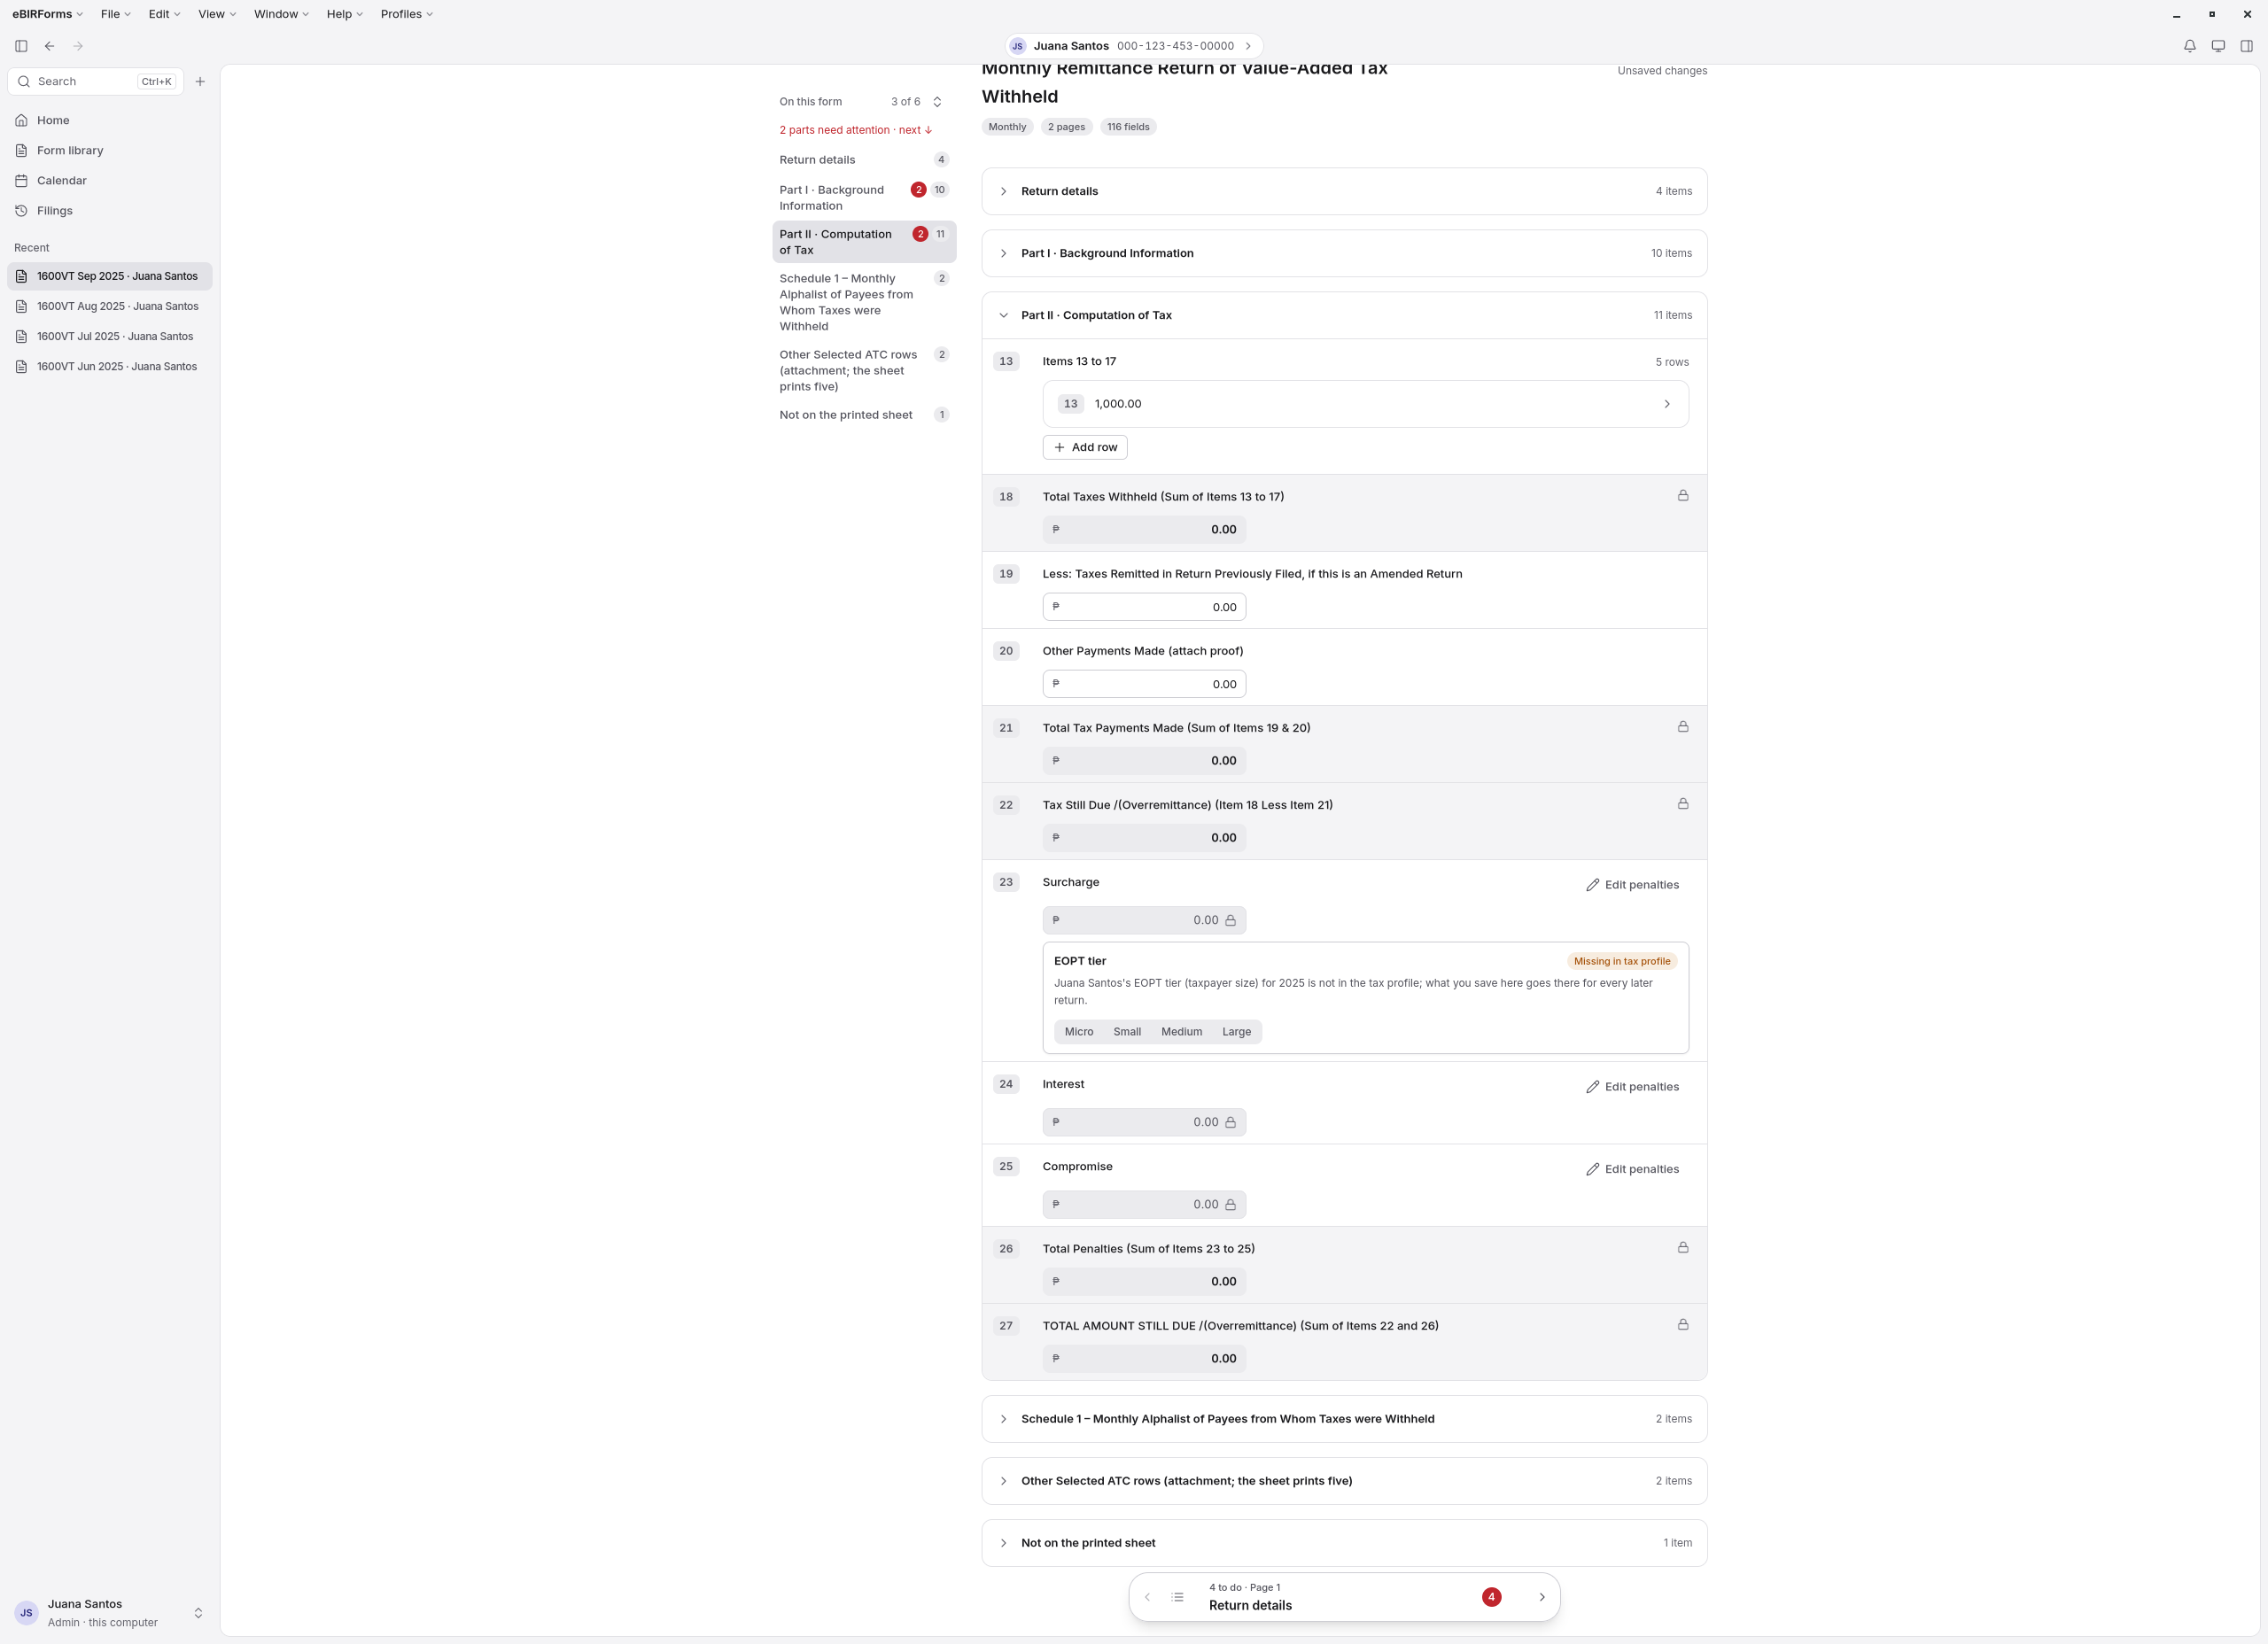 eBIRForms File Edit View Window Help Profiles
JS Juana Santos 000-123-453-00000
Search Ctrl+K
Home
Form library
Calendar
Filings
Recent
1600VT Sep 2025 · Juana Santos
1600VT Aug 2025 · Juana Santos
1600VT Jul 2025 · Juana Santos
1600VT Jun 2025 · Juana Santos
JS Juana Santos
Admin · this computer
On this form 3 of 6
2 parts need attention · next ↓
Return details 4
Part I · Background 2 10
Information
Part II · Computation 2 11
of Tax
Schedule 1 – Monthly 2
Alphalist of Payees from
Whom Taxes were
Withheld
Other Selected ATC rows 2
(attachment; the sheet
prints five)
Not on the printed sheet 1
Monthly Remittance Return of Value-Added Tax
Withheld
Unsaved changes
Monthly 2 pages 116 fields
Return details 4 items
Part I · Background Information 10 items
Part II · Computation of Tax 11 items
13 Items 13 to 17 5 rows
13 1,000.00
Add row
18 Total Taxes Withheld (Sum of Items 13 to 17)
₱ 0.00
19 Less: Taxes Remitted in Return Previously Filed, if this is an Amended Return
₱ 0.00
20 Other Payments Made (attach proof)
₱ 0.00
21 Total Tax Payments Made (Sum of Items 19 & 20)
₱ 0.00
22 Tax Still Due /(Overremittance) (Item 18 Less Item 21)
₱ 0.00
23 Surcharge Edit penalties
₱ 0.00
EOPT tier Missing in tax profile
Juana Santos's EOPT tier (taxpayer size) for 2025 is not in the tax profile; what you save here goes there for every later
return.
Micro Small Medium Large
24 Interest Edit penalties
₱ 0.00
25 Compromise Edit penalties
₱ 0.00
26 Total Penalties (Sum of Items 23 to 25)
₱ 0.00
27 TOTAL AMOUNT STILL DUE /(Overremittance) (Sum of Items 22 and 26)
₱ 0.00
Schedule 1 – Monthly Alphalist of Payees from Whom Taxes were Withheld 2 items
Other Selected ATC rows (attachment; the sheet prints five) 2 items
Not on the printed sheet 1 item
4 to do · Page 1
Return details 4